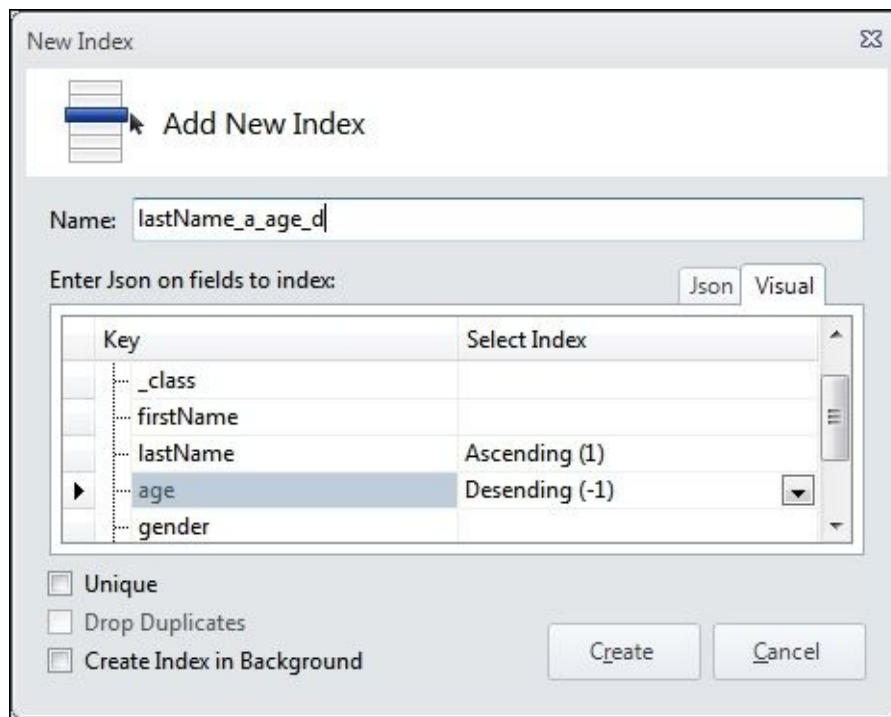 New Index
Add New Index
Name: lastName_a_age_d
Enter Json on fields to index: Json Visual
Key Select Index
_class
firstName
lastName Ascending (1)
age Desending (-1)
gender
Unique
Drop Duplicates
Create Index in Background
Create Cancel